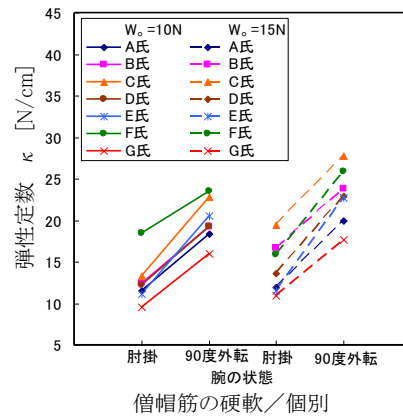 弾性定数 κ [N/cm]
45
40
35
30
25
20
15
10
5
W₀=10N W₀=15N
A氏 A氏
B氏 B氏
C氏 C氏
D氏 D氏
E氏 E氏
F氏 F氏
G氏 G氏
肘掛 90度外転 肘掛 90度外転
腕の状態
僧帽筋の硬軟／個別